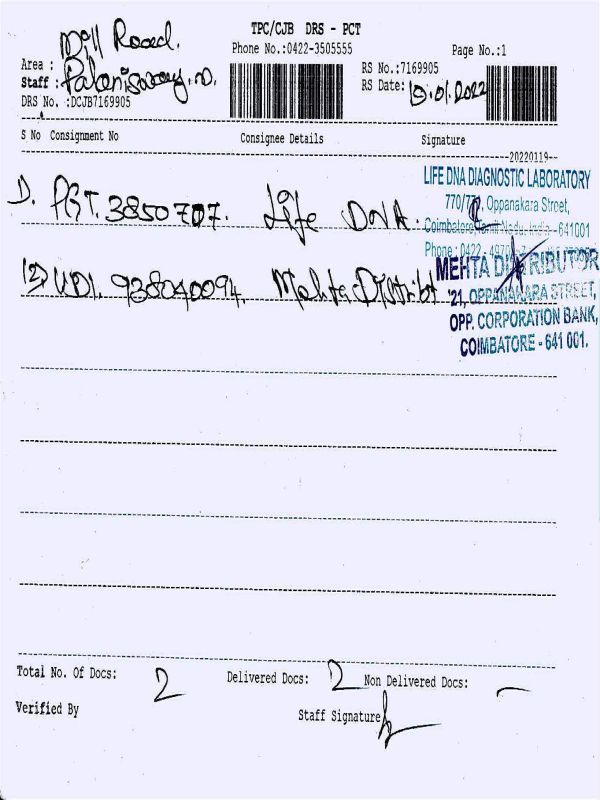 TPC/CJB DRS - PCT
Phone No.:0422-3505555
Page No.:1
Area : Mill Road.
Staff : Palanisamy.N.
RS No.:7169905
RS Date: 19.01.2022
DRS No. :DCJB7169905
S No Consignment No Consignee Details Signature
20220119
1). PGT. 3850707. Life DNA.
LIFE DNA DIAGNOSTIC LABORATORY
Oppanakara Street,
Coimbatore, Tamil Nadu, India - 641001
Phone : 0422 -
2) UDI. 938040094. Mehta Distribt
MEHTA DISTRIBUTOR
'21, OPPANAKARA STREET,
OPP. CORPORATION BANK,
COIMBATORE - 641 001.
Total No. Of Docs: 2 Delivered Docs: 2 Non Delivered Docs: -
Verified By Staff Signature